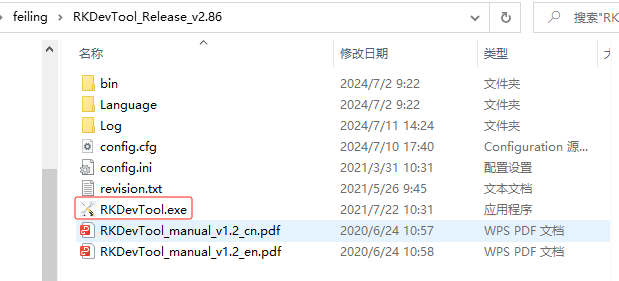 feiling > RKDevTool_Release_v2.86 搜索"RK
名称 修改日期 类型
bin 2024/7/2 9:22 文件夹
Language 2024/7/2 9:22 文件夹
Log 2024/7/11 14:24 文件夹
config.cfg 2024/7/10 17:40 Configuration 源...
config.ini 2021/3/31 10:31 配置设置
revision.txt 2021/5/26 9:45 文本文档
RKDevTool.exe 2021/7/22 10:31 应用程序
RKDevTool_manual_v1.2_cn.pdf 2020/6/24 10:57 WPS PDF 文档
RKDevTool_manual_v1.2_en.pdf 2020/6/24 10:58 WPS PDF 文档